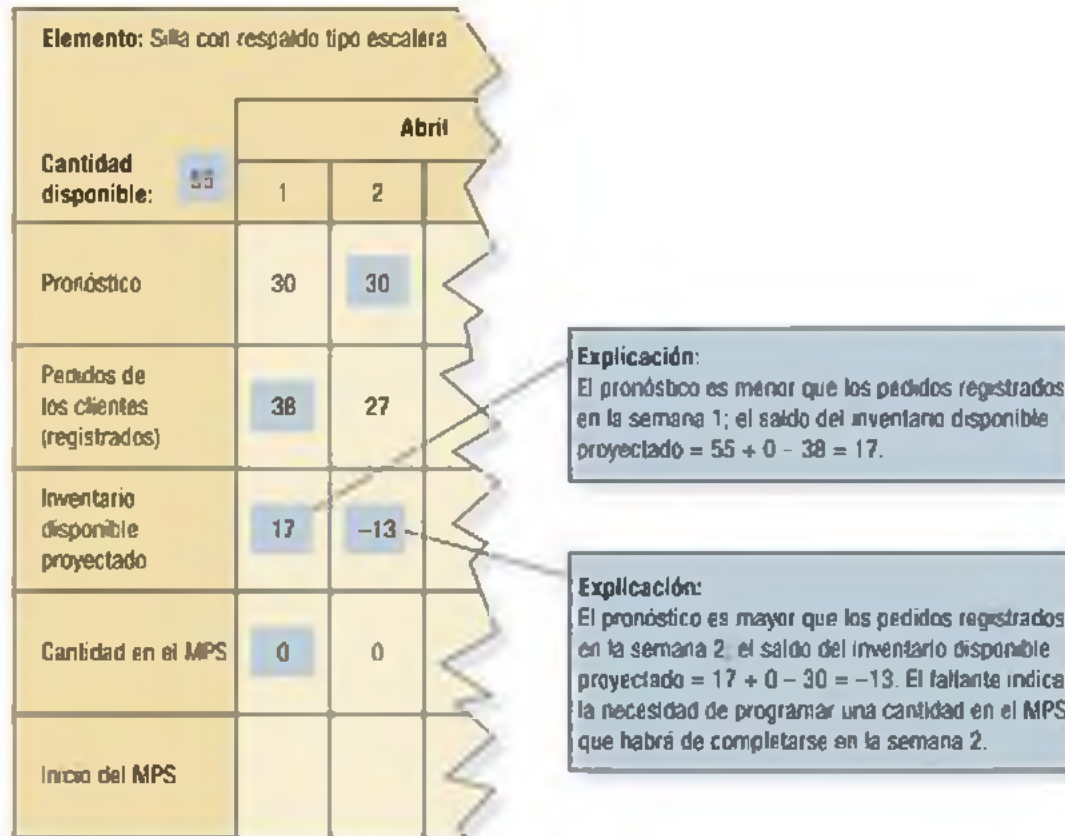 Elemento: Silla con respaldo tipo escalera
Abril
Cantidad
disponible:
55
1
2
Pronóstico
30
30
Pedidos de
los clientes
(registrados)
38
27
Inventario
disponible
proyectado
17
–13
Cantidad en el MPS
0
0
Inicio del MPS
Explicación:
El pronóstico es menor que los pedidos registrados
en la semana 1; el saldo del inventario disponible
proyectado = 55 + 0 – 38 = 17.
Explicación:
El pronóstico es mayor que los pedidos registrados
en la semana 2; el saldo del inventario disponible
proyectado = 17 + 0 – 30 = –13. El faltante indica
la necesidad de programar una cantidad en el MPS
que habrá de completarse en la semana 2.